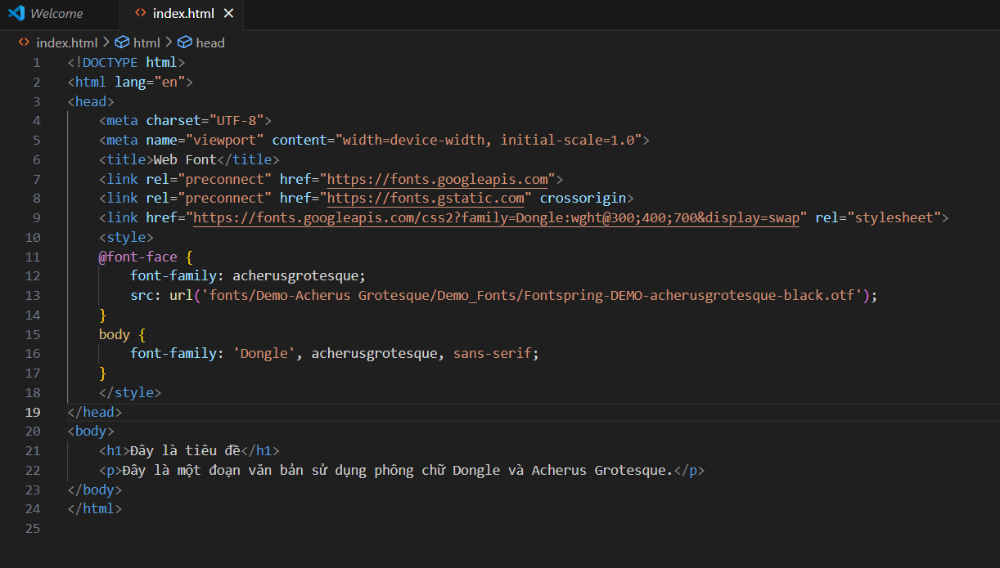 Welcome
index.html
index.html > html > head
1 <!DOCTYPE html>
2 <html lang="en">
3 <head>
4 <meta charset="UTF-8">
5 <meta name="viewport" content="width=device-width, initial-scale=1.0">
6 <title>Web Font</title>
7 <link rel="preconnect" href="https://fonts.googleapis.com">
8 <link rel="preconnect" href="https://fonts.gstatic.com" crossorigin>
9 <link href="https://fonts.googleapis.com/css2?family=Dongle:wght@300;400;700&display=swap" rel="stylesheet">
10 <style>
11 @font-face {
12 font-family: acherusgrotesque;
13 src: url('fonts/Demo-Acherus Grotesque/Demo_Fonts/Fontspring-DEMO-acherusgrotesque-black.otf');
14 }
15 body {
16 font-family: 'Dongle', acherusgrotesque, sans-serif;
17 }
18 </style>
19 </head>
20 <body>
21 <h1>Đây là tiêu đề</h1>
22 <p>Đây là một đoạn văn bản sử dụng phông chữ Dongle và Acherus Grotesque.</p>
23 </body>
24 </html>
25